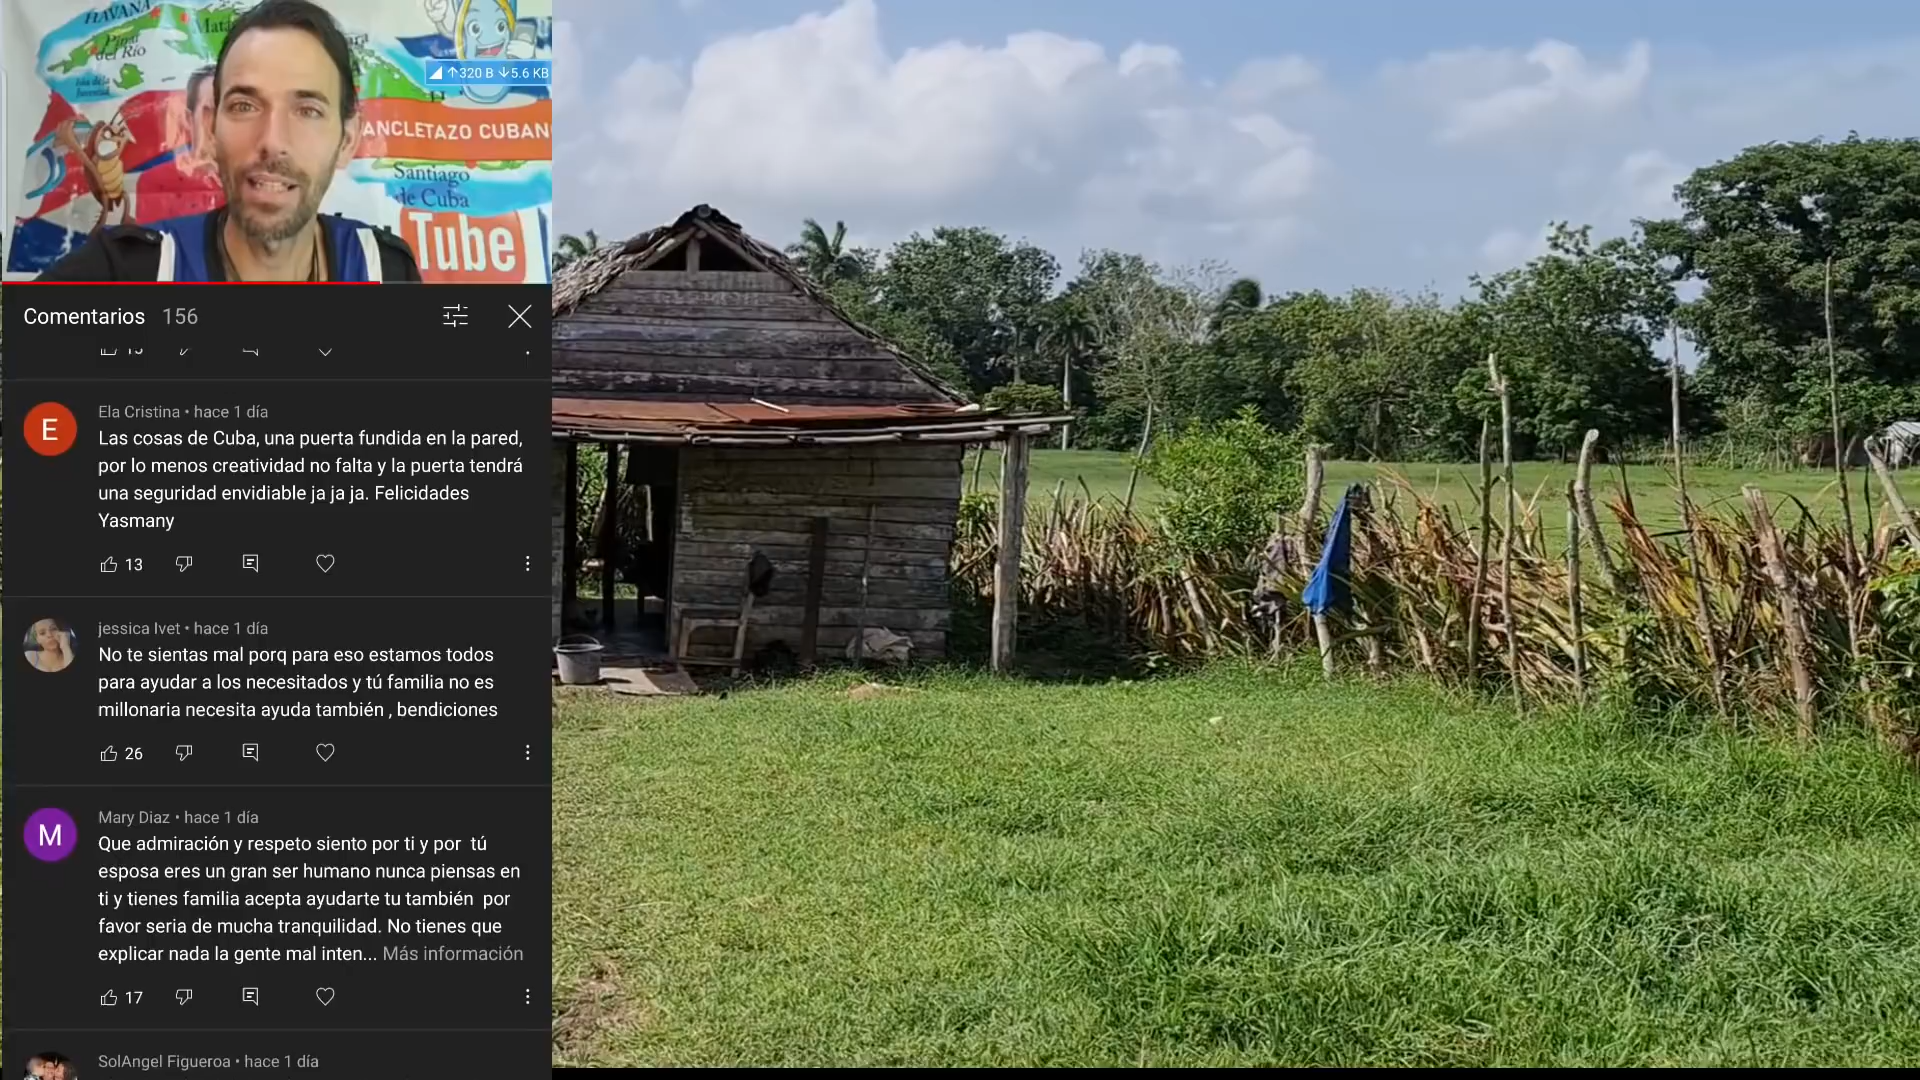 HAVANA
Pinar
del Río
Isla de la
Juventud
↑320 B ↓5.6 KB
ANCLETAZO CUBAN
Santiago
de Cuba
Tube
Comentarios 156
15
Ela Cristina • hace 1 día
E
Las cosas de Cuba, una puerta fundida en la pared,
por lo menos creatividad no falta y la puerta tendrá
una seguridad envidiable ja ja ja. Felicidades
Yasmany
13
jessica Ivet • hace 1 día
No te sientas mal porq para eso estamos todos
para ayudar a los necesitados y tú familia no es
millonaria necesita ayuda también , bendiciones
26
Mary Diaz • hace 1 día
M
Que admiración y respeto siento por ti y por tú
esposa eres un gran ser humano nunca piensas en
ti y tienes familia acepta ayudarte tu también por
favor seria de mucha tranquilidad. No tienes que
explicar nada la gente mal inten... Más información
17
SolAngel Figueroa • hace 1 día